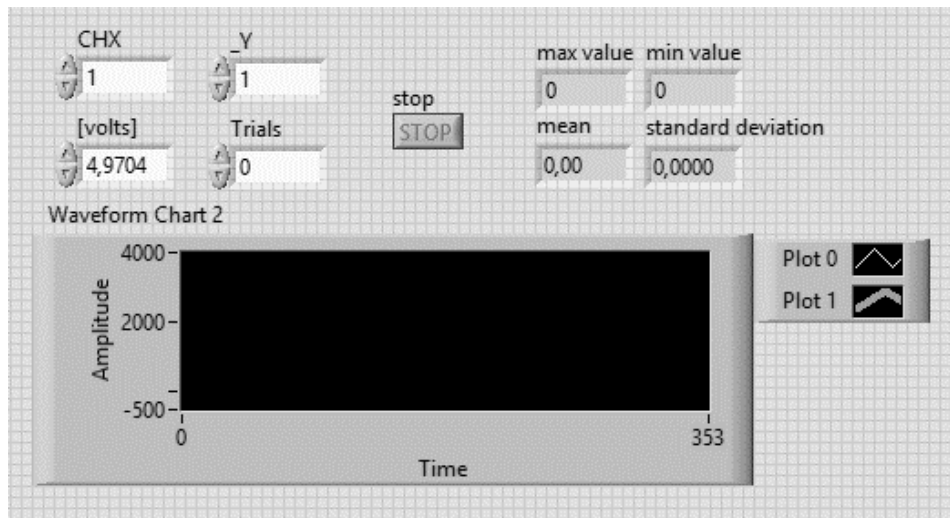 CHX
_Y
1
1
[volts]
Trials
4,9704
0
stop
STOP
max value
min value
0
0
mean
standard deviation
0,00
0,0000
Waveform Chart 2
4000
2000
-500
Amplitude
0
353
Time
Plot 0
Plot 1